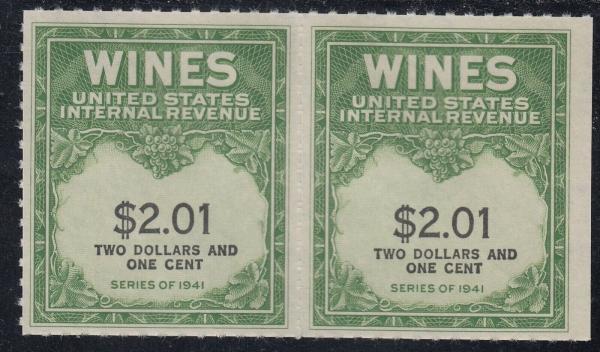 WINES
UNITED STATES
INTERNAL REVENUE
$2.01
TWO DOLLARS AND
ONE CENT
SERIES OF 1941
WINES
UNITED STATES
INTERNAL REVENUE
$2.01
TWO DOLLARS AND
ONE CENT
SERIES OF 1941